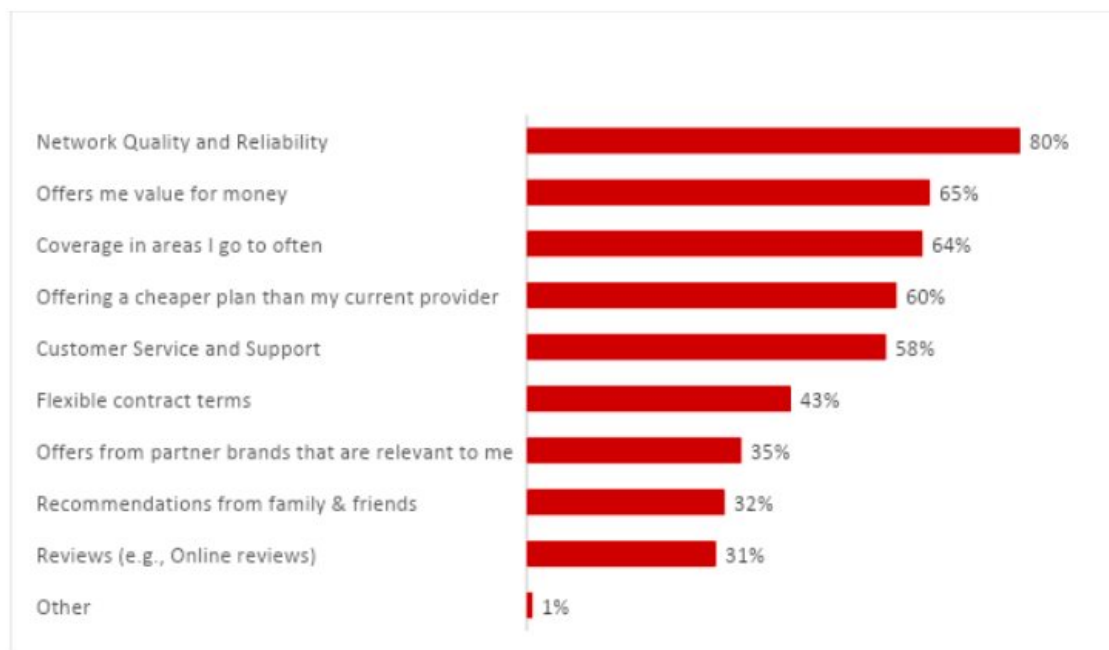 Network Quality and Reliability 80%
Offers me value for money 65%
Coverage in areas I go to often 64%
Offering a cheaper plan than my current provider 60%
Customer Service and Support 58%
Flexible contract terms 43%
Offers from partner brands that are relevant to me 35%
Recommendations from family & friends 32%
Reviews (e.g., Online reviews) 31%
Other 1%